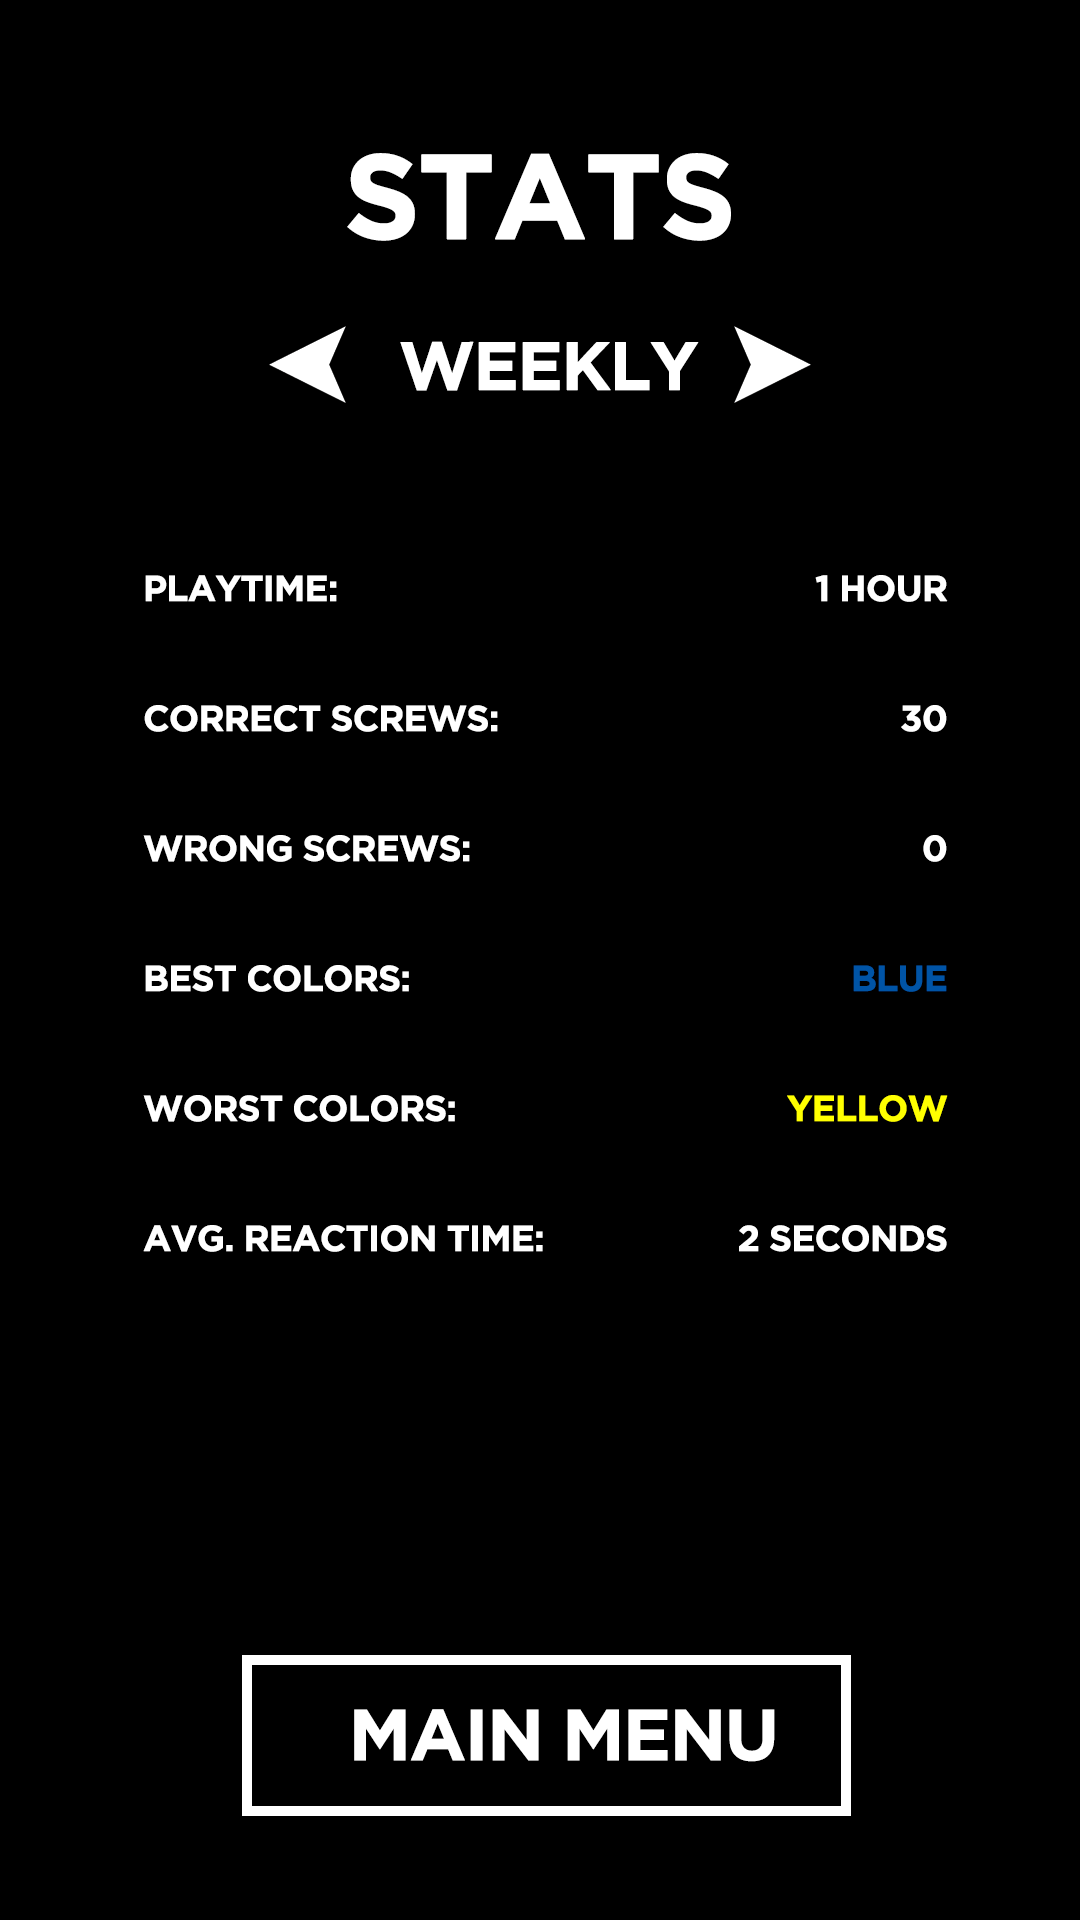 STATS
WEEKLY
PLAYTIME: 1 HOUR
CORRECT SCREWS: 30
WRONG SCREWS: 0
BEST COLORS: BLUE
WORST COLORS: YELLOW
AVG. REACTION TIME: 2 SECONDS
MAIN MENU